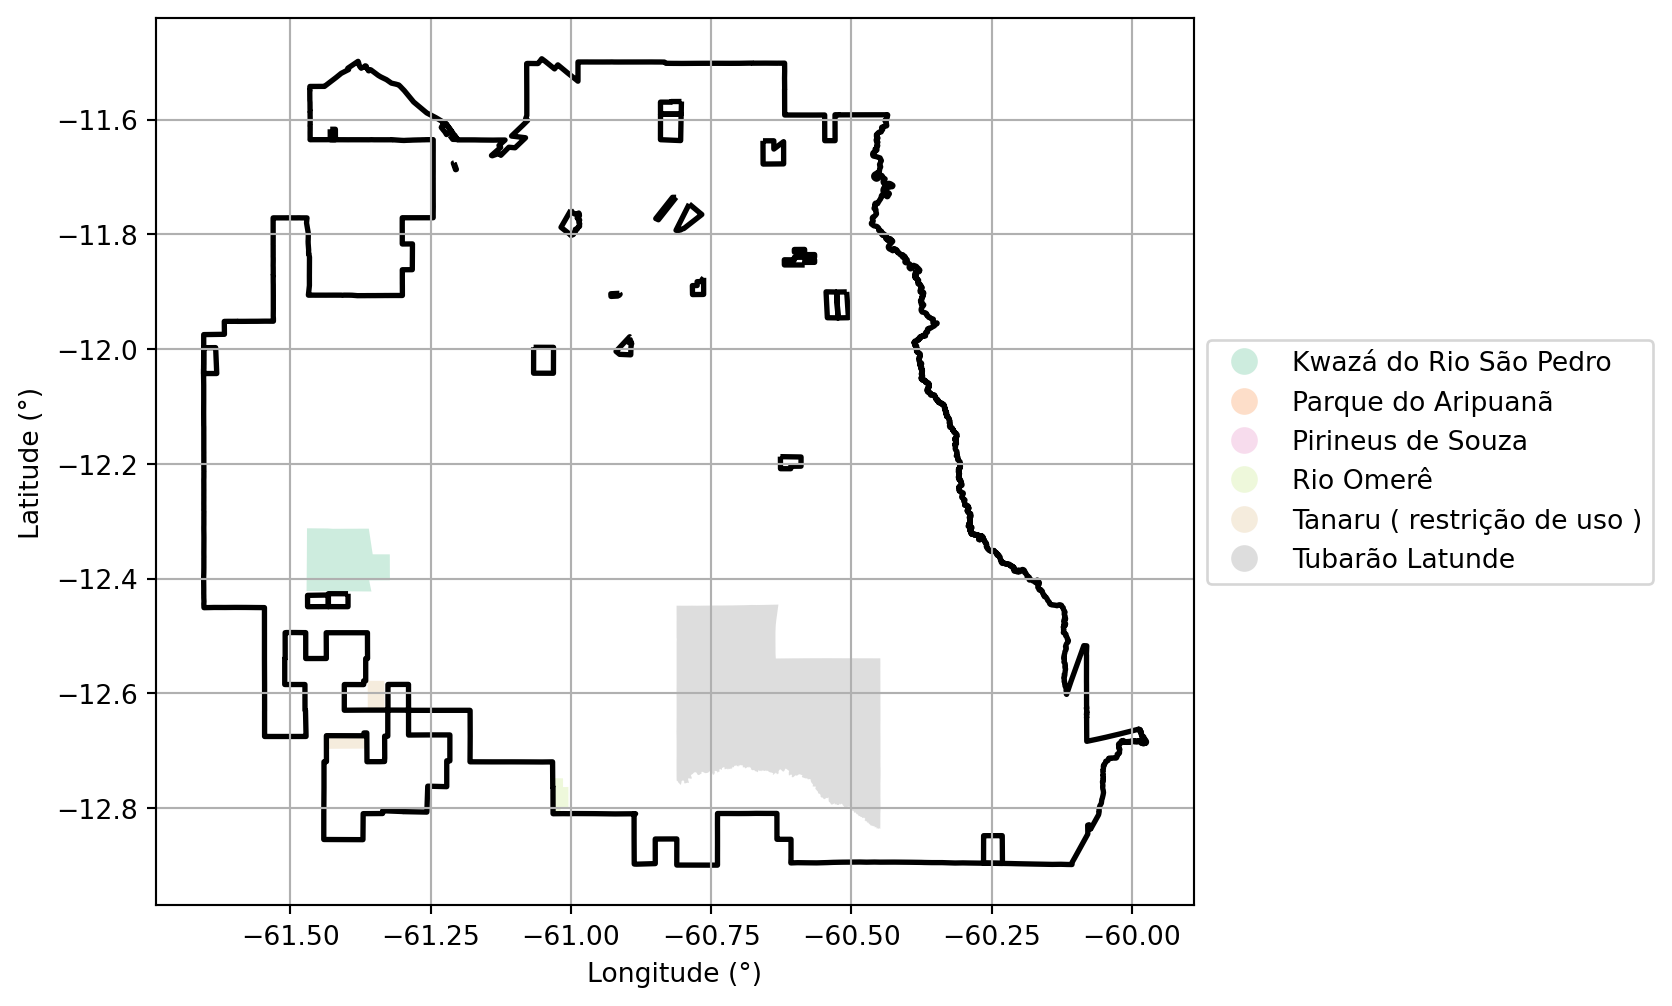 −11.6
−11.8
−12.0
−12.2
−12.4
−12.6
−12.8
Latitude (°)
−61.50
−61.25
−61.00
−60.75
−60.50
−60.25
−60.00
Longitude (°)
Kwazá do Rio São Pedro
Parque do Aripuanã
Pirineus de Souza
Rio Omerê
Tanaru ( restrição de uso )
Tubarão Latunde